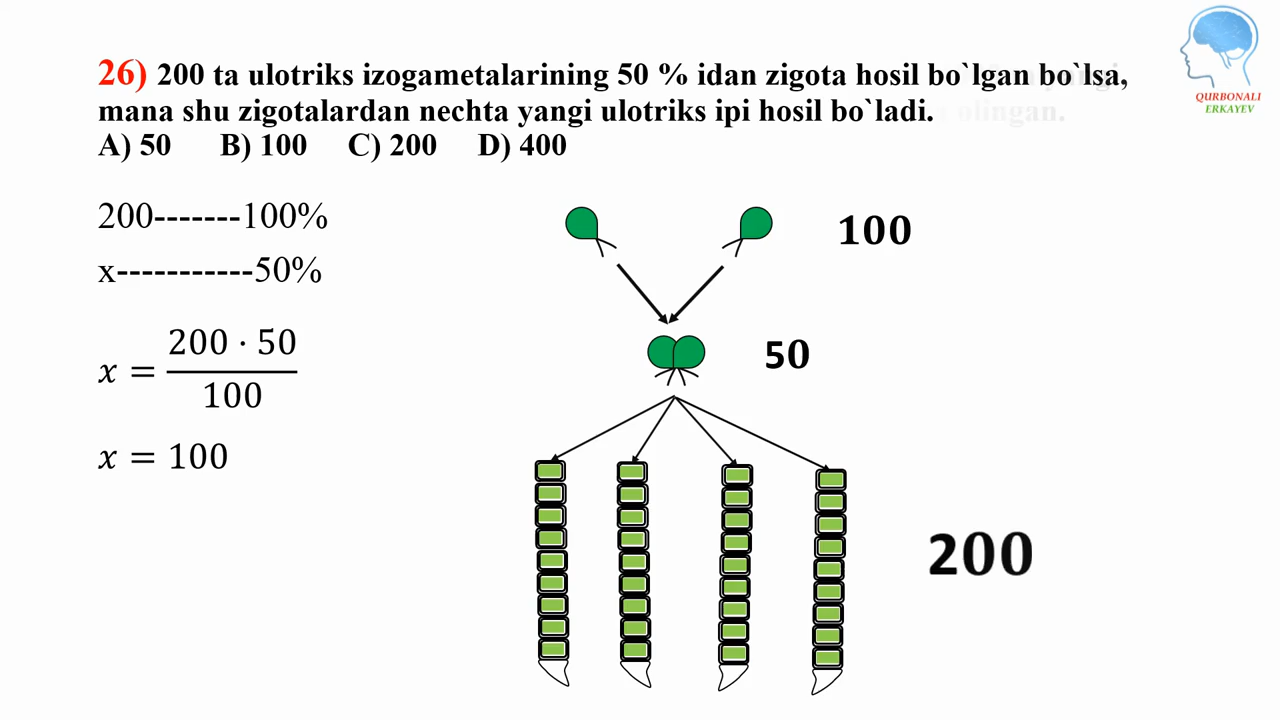 26) 200 ta ulotriks izogametalarining 50 % idan zigota hosil bo`lgan bo`lsa,
mana shu zigotalardan nechta yangi ulotriks ipi hosil bo`ladi. olingan.
A) 50 B) 100 C) 200 D) 400
QURBONALI
ERKAYEV
200-------100%
x-----------50%
x = 200 · 50
100
x = 100
100
50
200